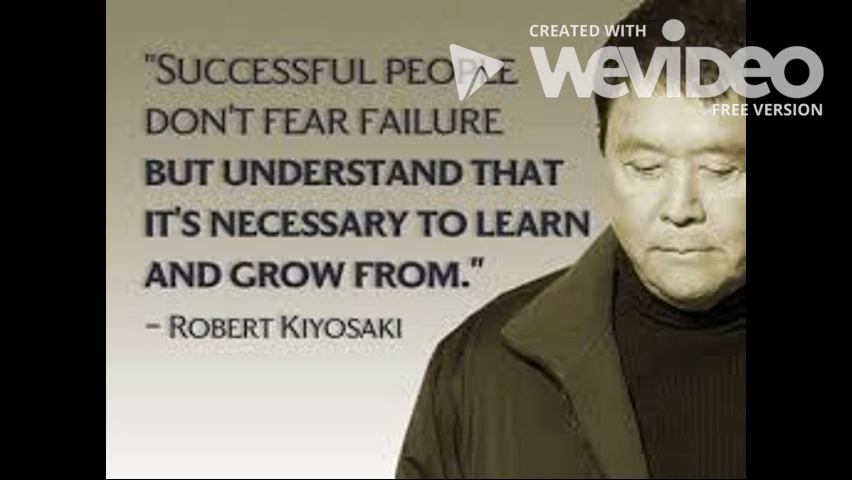 CREATED WITH
WEVIDEO
FREE VERSION
"SUCCESSFUL PEOPLE
DON'T FEAR FAILURE
BUT UNDERSTAND THAT
IT'S NECESSARY TO LEARN
AND GROW FROM."
– ROBERT KIYOSAKI